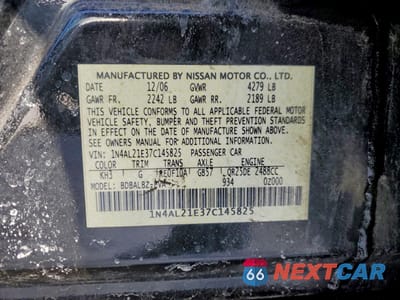 MANUFACTURED BY NISSAN MOTOR CO., LTD.
DATE 12/06 GVWR 4279 LB
GAWR FR. 2242 LB GAWR RR. 2189 LB
THIS VEHICLE CONFORMS TO ALL APPLICABLE FEDERAL MOTOR
VEHICLE SAFETY, BUMPER AND THEFT PREVENTION STANDARDS
IN EFFECT ON THE DATE OF MANUFACTURE SHOWN ABOVE.
SEE OWNERS MANUAL FOR ADDITIONAL INFORMATION
VIN: 1N4AL21E37C145825 PASSENGER CAR
COLOR TRIM TRANS AXLE ENGINE
KH3 G RE0F10A GB57 QR25DE 2488CC
MODEL: 934 0Z000
1N4AL21E37C145825
66 NEXTCAR